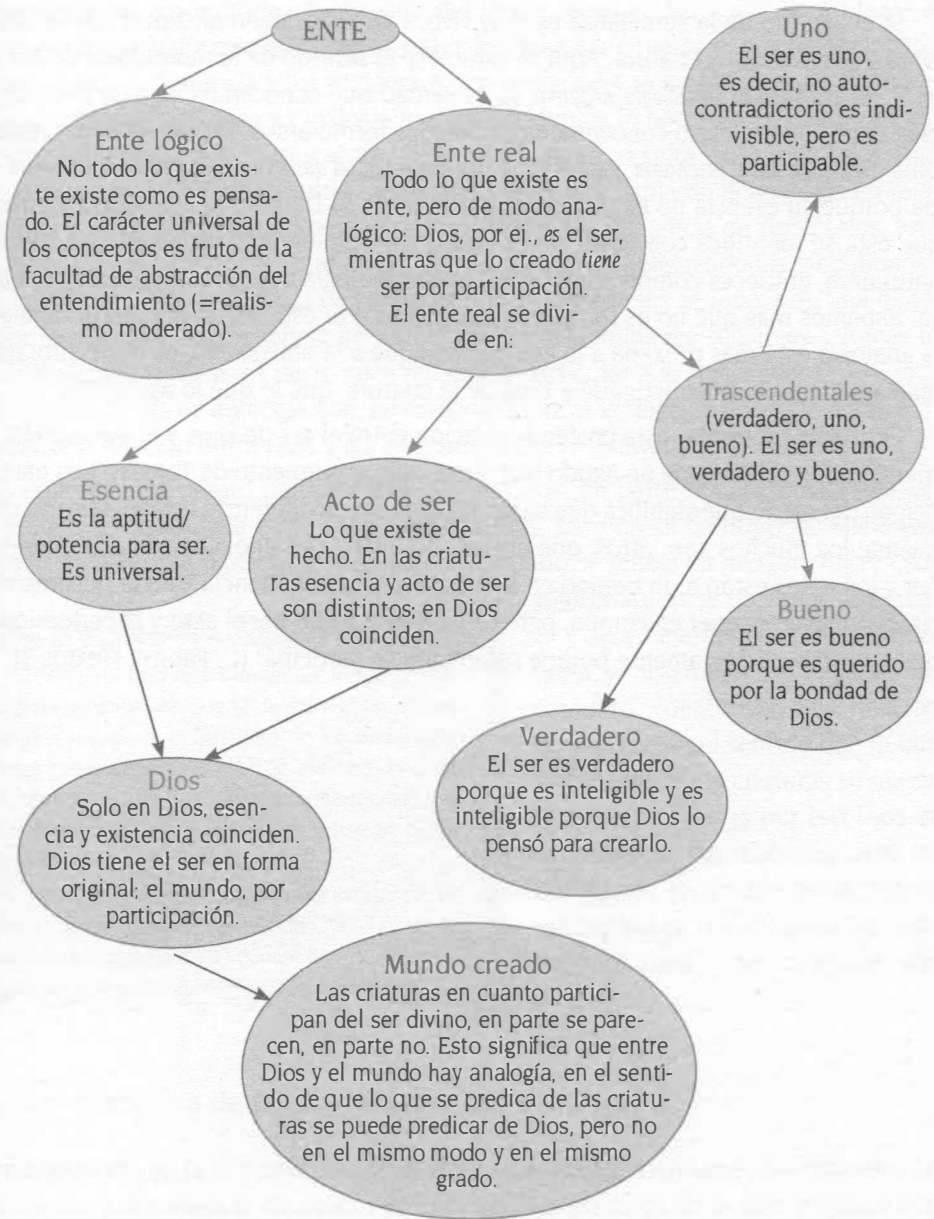 ENTE
Uno
El ser es uno,
es decir, no auto-
contradictorio es indi-
visible, pero es
participable.
Ente lógico
No todo lo que exis-
te existe como es pensa-
do. El carácter universal de
los conceptos es fruto de la
facultad de abstracción del
entendimiento (=realis-
mo moderado).
Ente real
Todo lo que existe es
ente, pero de modo ana-
lógico: Dios, por ej., es el ser,
mientras que lo creado tiene
ser por participación.
El ente real se divi-
de en:
Trascendentales
(verdadero, uno,
bueno). El ser es uno,
verdadero y bueno.
Esencia
Es la aptitud/
potencia para ser.
Es universal.
Acto de ser
Lo que existe de
hecho. En las criatu-
ras esencia y acto de ser
son distintos; en Dios
coinciden.
Bueno
El ser es bueno
porque es querido
por la bondad de
Dios.
Verdadero
El ser es verdadero
porque es inteligible y es
inteligible porque Dios lo
pensó para crearlo.
Dios
Solo en Dios, esen-
cia y existencia coinciden.
Dios tiene el ser en forma
original; el mundo, por
participación.
Mundo creado
Las criaturas en cuanto partici-
pan del ser divino, en parte se pare-
cen, en parte no. Esto significa que entre
Dios y el mundo hay analogía, en el senti-
do de que lo que se predica de las criatu-
ras se puede predicar de Dios, pero no
en el mismo modo y en el mismo
grado.